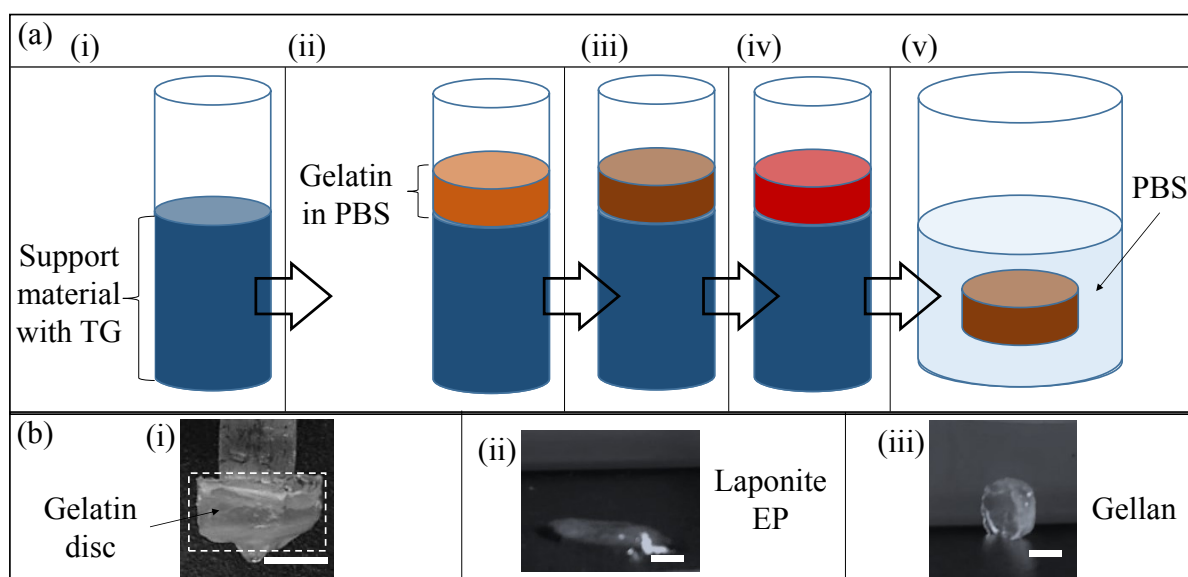 (a)
(i)
(ii)
(iii)
(iv)
(v)
Gelatin
in PBS
PBS
Support
material
with TG
(b)
(i)
Gelatin
disc
(ii)
Laponite
EP
(iii)
Gellan